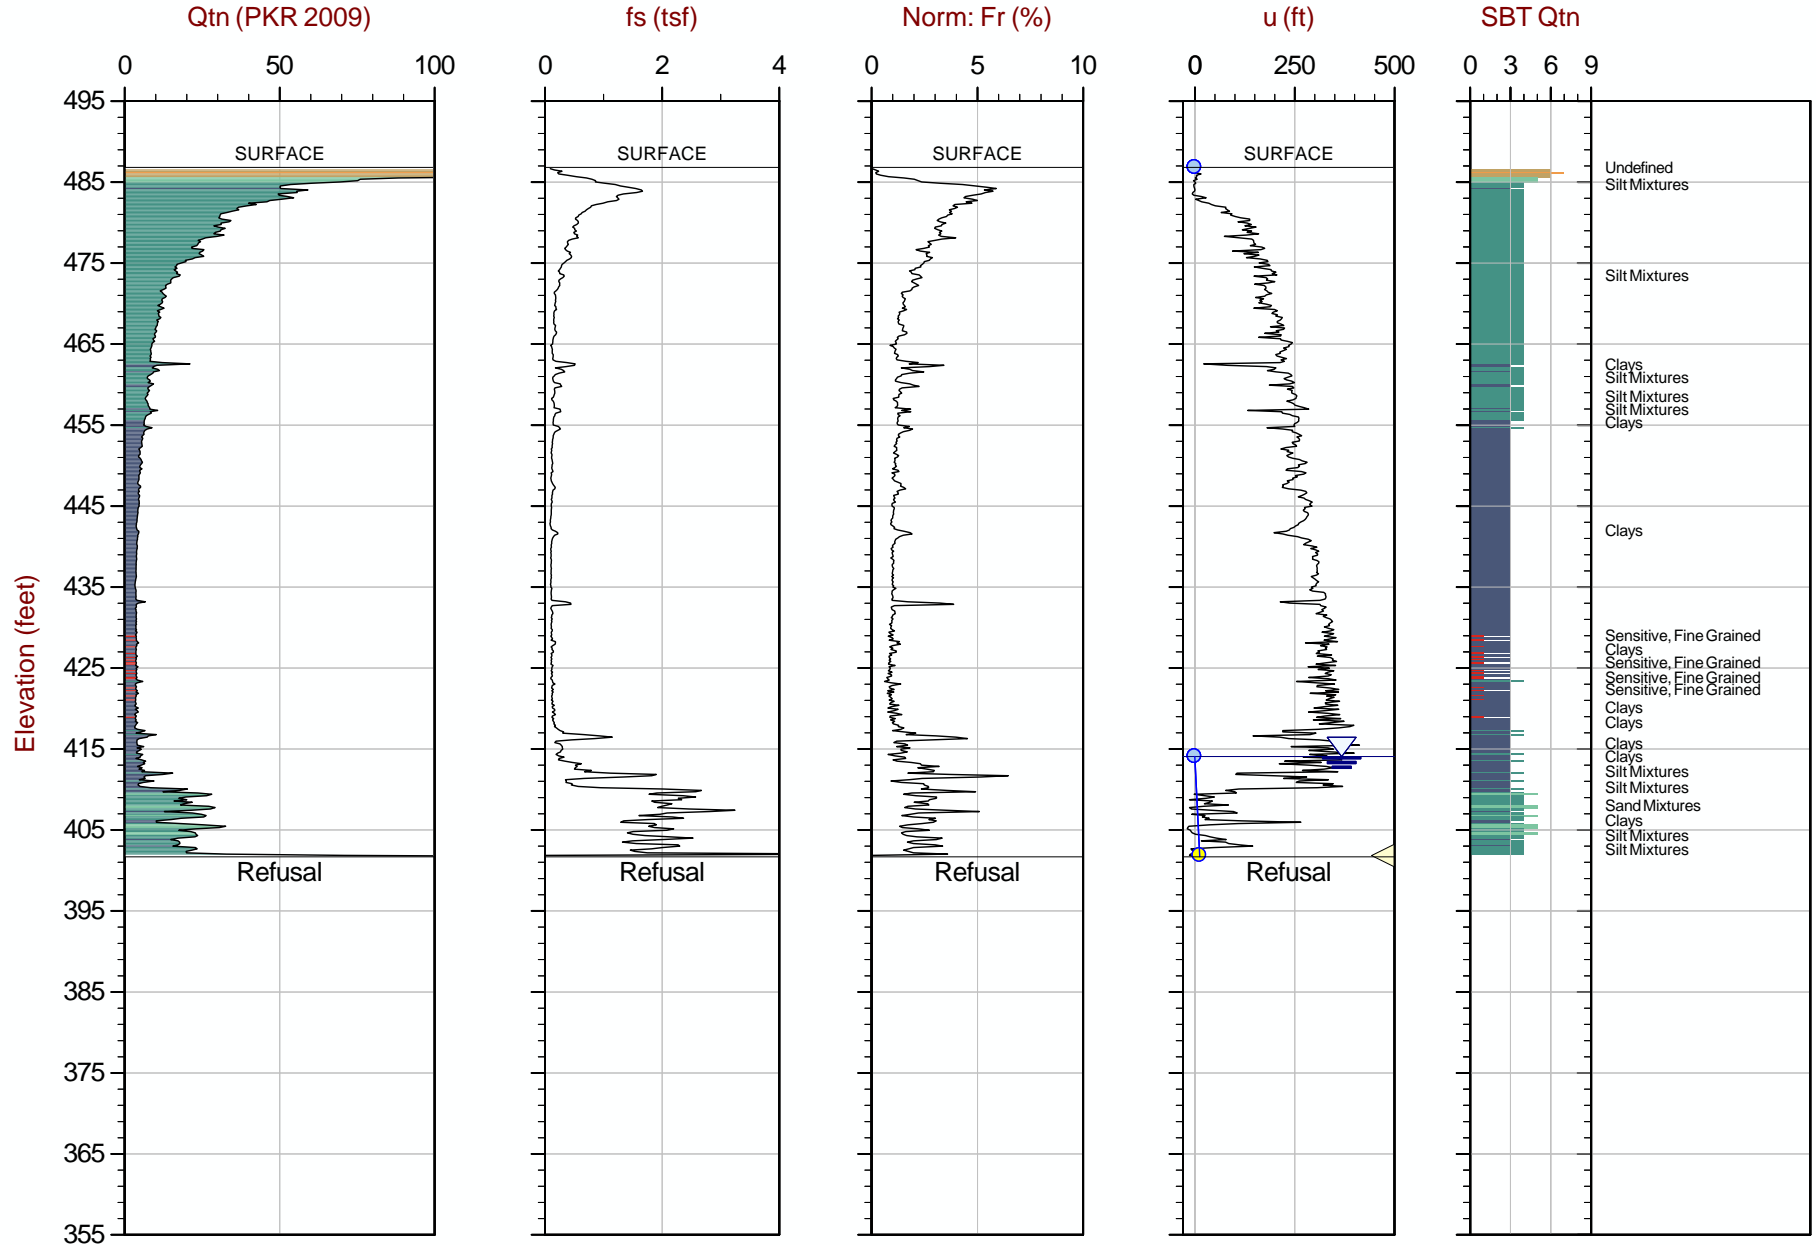 Qtn (PKR 2009) fs (tsf) Norm: Fr (%) u (ft) SBT Qtn
0 50 100 0 2 4 0 5 10 0 250 500 0 3 6 9
495
SURFACE SURFACE SURFACE SURFACE
Undefined
485
Silt Mixtures
475
Silt Mixtures
465
Clays
Silt Mixtures
Silt Mixtures
Silt Mixtures
455
Clays
445
Clays
435
Sensitive, Fine Grained
Clays
425
Sensitive, Fine Grained
Sensitive, Fine Grained
Sensitive, Fine Grained
Clays
Clays
415
Clays
Clays
Silt Mixtures
Silt Mixtures
Sand Mixtures
Clays
405
Silt Mixtures
Silt Mixtures
Refusal Refusal Refusal Refusal
395
385
375
365
355
Elevation (feet)